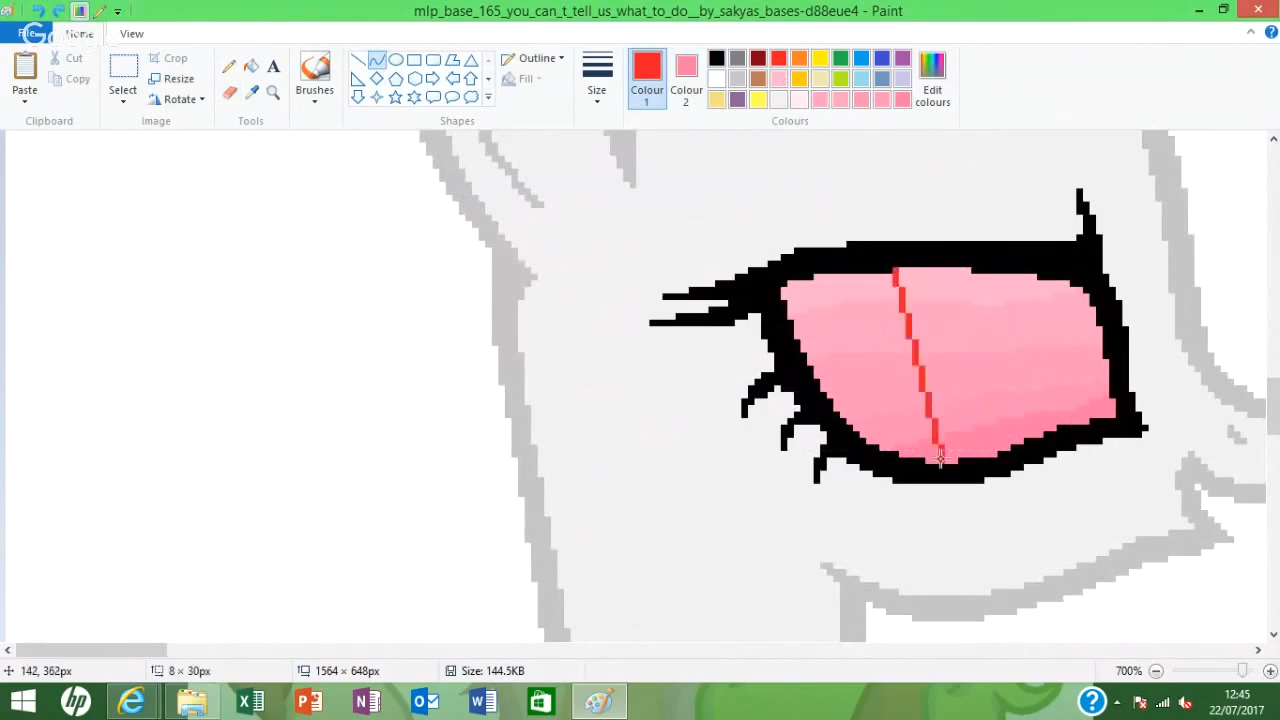 mlp_base_165_you_can_t_tell_us_what_to_do__by_sakyas_bases-d88eue4 - Paint
File Home View
Paste
Cut
Copy
Clipboard
Select
Crop
Resize
Rotate
Image
A
Tools
Brushes
Outline
Fill
Shapes
Size
Colour 1
Colour 2
Edit colours
Colours
142, 362px
8 × 30px
1564 × 648px
Size: 144.5KB
700%
12:45
22/07/2017